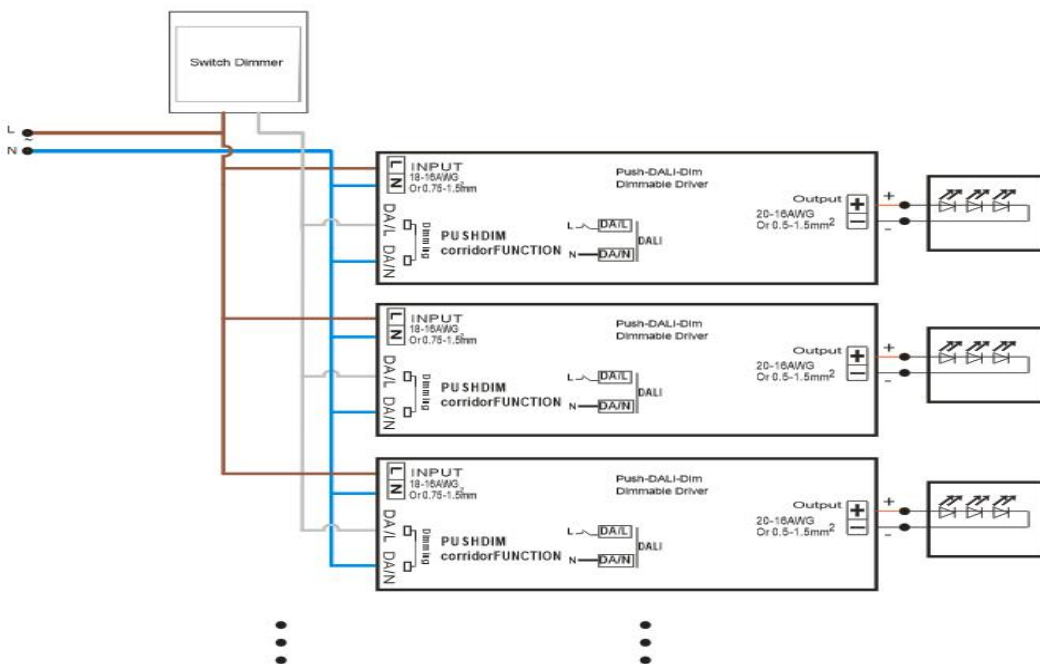 Switch Dimmer
L
~
N
L INPUT
N 18-16AWG
Or 0.75-1.5mm²
DA/L
DA/N
Dimming
PUSHDIM
corridorFUNCTION
L DA/L
N DA/N
DALI
Push-DALI-Dim
Dimmable Driver
Output
20-16AWG
Or 0.5-1.5mm²
+
-
+
-
L INPUT
N 18-16AWG
Or 0.75-1.5mm²
DA/L
DA/N
Dimming
PUSHDIM
corridorFUNCTION
L DA/L
N DA/N
DALI
Push-DALI-Dim
Dimmable Driver
Output
20-16AWG
Or 0.5-1.5mm²
+
-
+
-
L INPUT
N 18-16AWG
Or 0.75-1.5mm²
DA/L
DA/N
Dimming
PUSHDIM
corridorFUNCTION
L DA/L
N DA/N
DALI
Push-DALI-Dim
Dimmable Driver
Output
20-16AWG
Or 0.5-1.5mm²
+
-
+
-